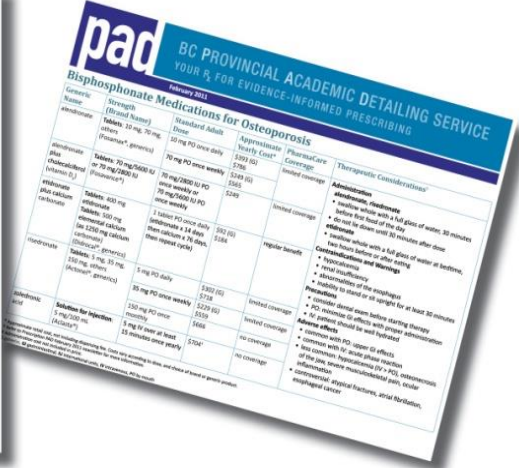 pad
BC PROVINCIAL ACADEMIC DETAILING SERVICE
YOUR Rx FOR EVIDENCE-INFORMED PRESCRIBING
February 2011
Bisphosphonate Medications for Osteoporosis
Generic Name
Strength (Brand Name)
Standard Adult Dose
Approximate Yearly Cost
PharmaCare Coverage
Therapeutic Considerations
alendronate
Tablets: 10 mg, 70 mg, others
(Fosamax®, generics)
10 mg PO once daily
$393 (G)
$786
limited coverage
70 mg PO once weekly
$249 (G)
$565
alendronate plus cholecalciferol (vitamin D₃)
Tablets: 70 mg/5600 IU
or 70 mg/2800 IU
(Fosavance®)
70 mg/2800 IU PO
once weekly or
70 mg/5600 IU PO
once weekly
$249
limited coverage
etidronate plus calcium carbonate
Tablets: 400 mg etidronate
Tablets: 500 mg
elemental calcium
(as 1250 mg calcium carbonate)
(Didrocal®, generics)
1 tablet PO once daily
(etidronate x 14 days
then calcium x 76 days,
then repeat cycle)
$92 (G)
$184
regular benefit
risedronate
Tablets: 5 mg, 35 mg,
150 mg, others
(Actonel®, generics)
5 mg PO daily
$302 (G)
$718
limited coverage
35 mg PO once weekly
$225 (G)
$559
limited coverage
150 mg PO once monthly
$666
no coverage
zoledronic acid
Solution for injection
5 mg/100 mL
(Aclasta®)
5 mg IV over at least
15 minutes once yearly
$704
no coverage
Administration
alendronate, risedronate
• swallow whole with a full glass of water, 30 minutes
before first food of the day
• do not lie down until 30 minutes after dose
etidronate
• swallow whole with a full glass of water at bedtime,
two hours before or after eating
Contraindications and Warnings
• hypocalcemia
• renal insufficiency
• abnormalities of the esophagus
• inability to stand or sit upright for at least 30 minutes
Precautions
• consider dental exam before starting therapy
• PO: minimize GI effects with proper administration
• IV: patients should be well hydrated
Adverse effects
• common with PO: upper GI effects
• common with IV: acute phase reaction
• less common: hypocalcemia (IV > PO), osteonecrosis
of the jaw, severe musculoskeletal pain, ocular
inflammation
• controversial: atypical fractures, atrial fibrillation,
esophageal cancer